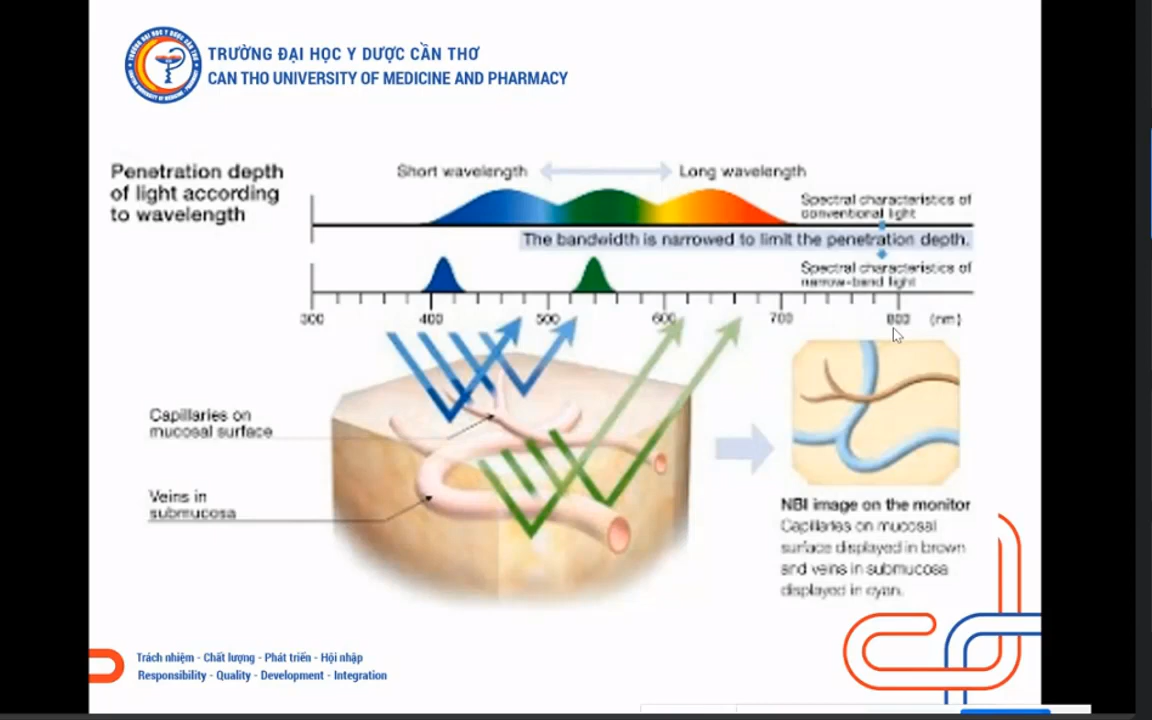 TRƯỜNG ĐẠI HỌC Y DƯỢC CẦN THƠ
CAN THO UNIVERSITY OF MEDICINE AND PHARMACY
Penetration depth
of light according
to wavelength
Short wavelength
Long wavelength
Spectral characteristics of
conventional light
The bandwidth is narrowed to limit the penetration depth.
Spectral characteristics of
narrow-band light
300 400 500 600 700 800 (nm)
Capillaries on
mucosal surface
Veins in
submucosa
NBI image on the monitor
Capillaries on mucosal
surface displayed in brown
and veins in submucosa
displayed in cyan.
Trách nhiệm - Chất lượng - Phát triển - Hội nhập
Responsibility - Quality - Development - Integration